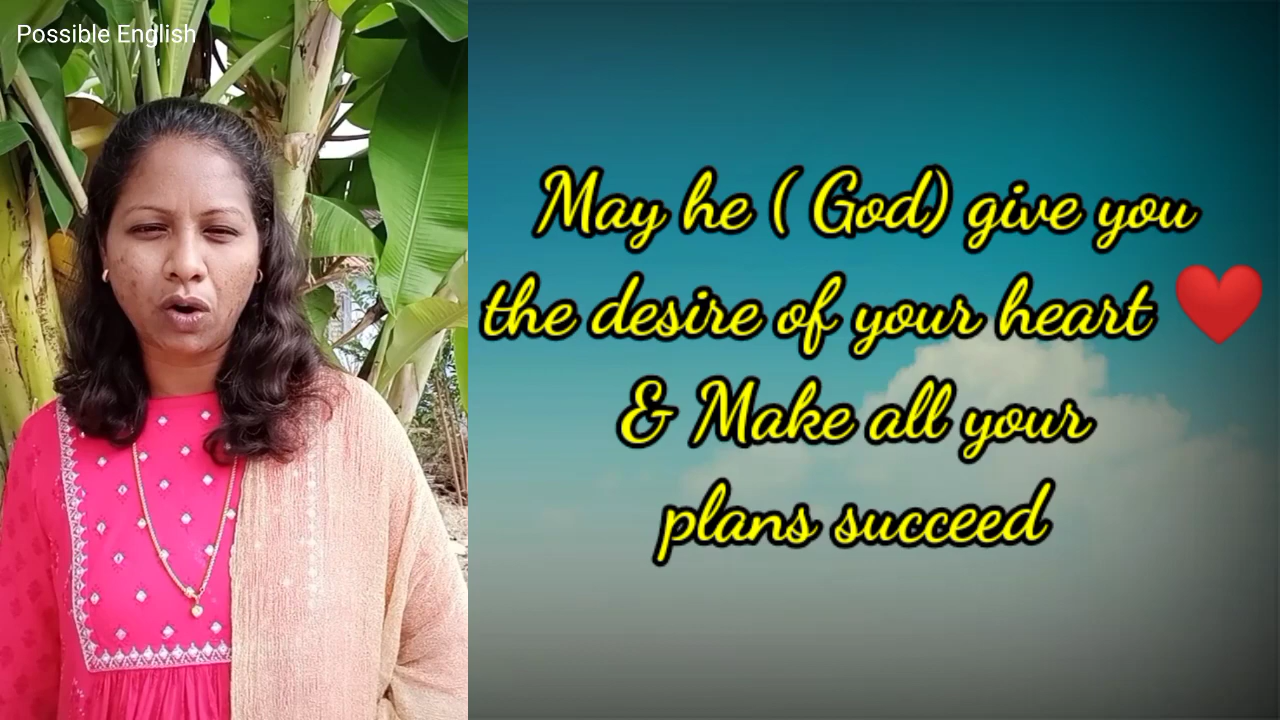 Possible English
May he ( God) give you
the desire of your heart ❤️
& Make all your
plans succeed